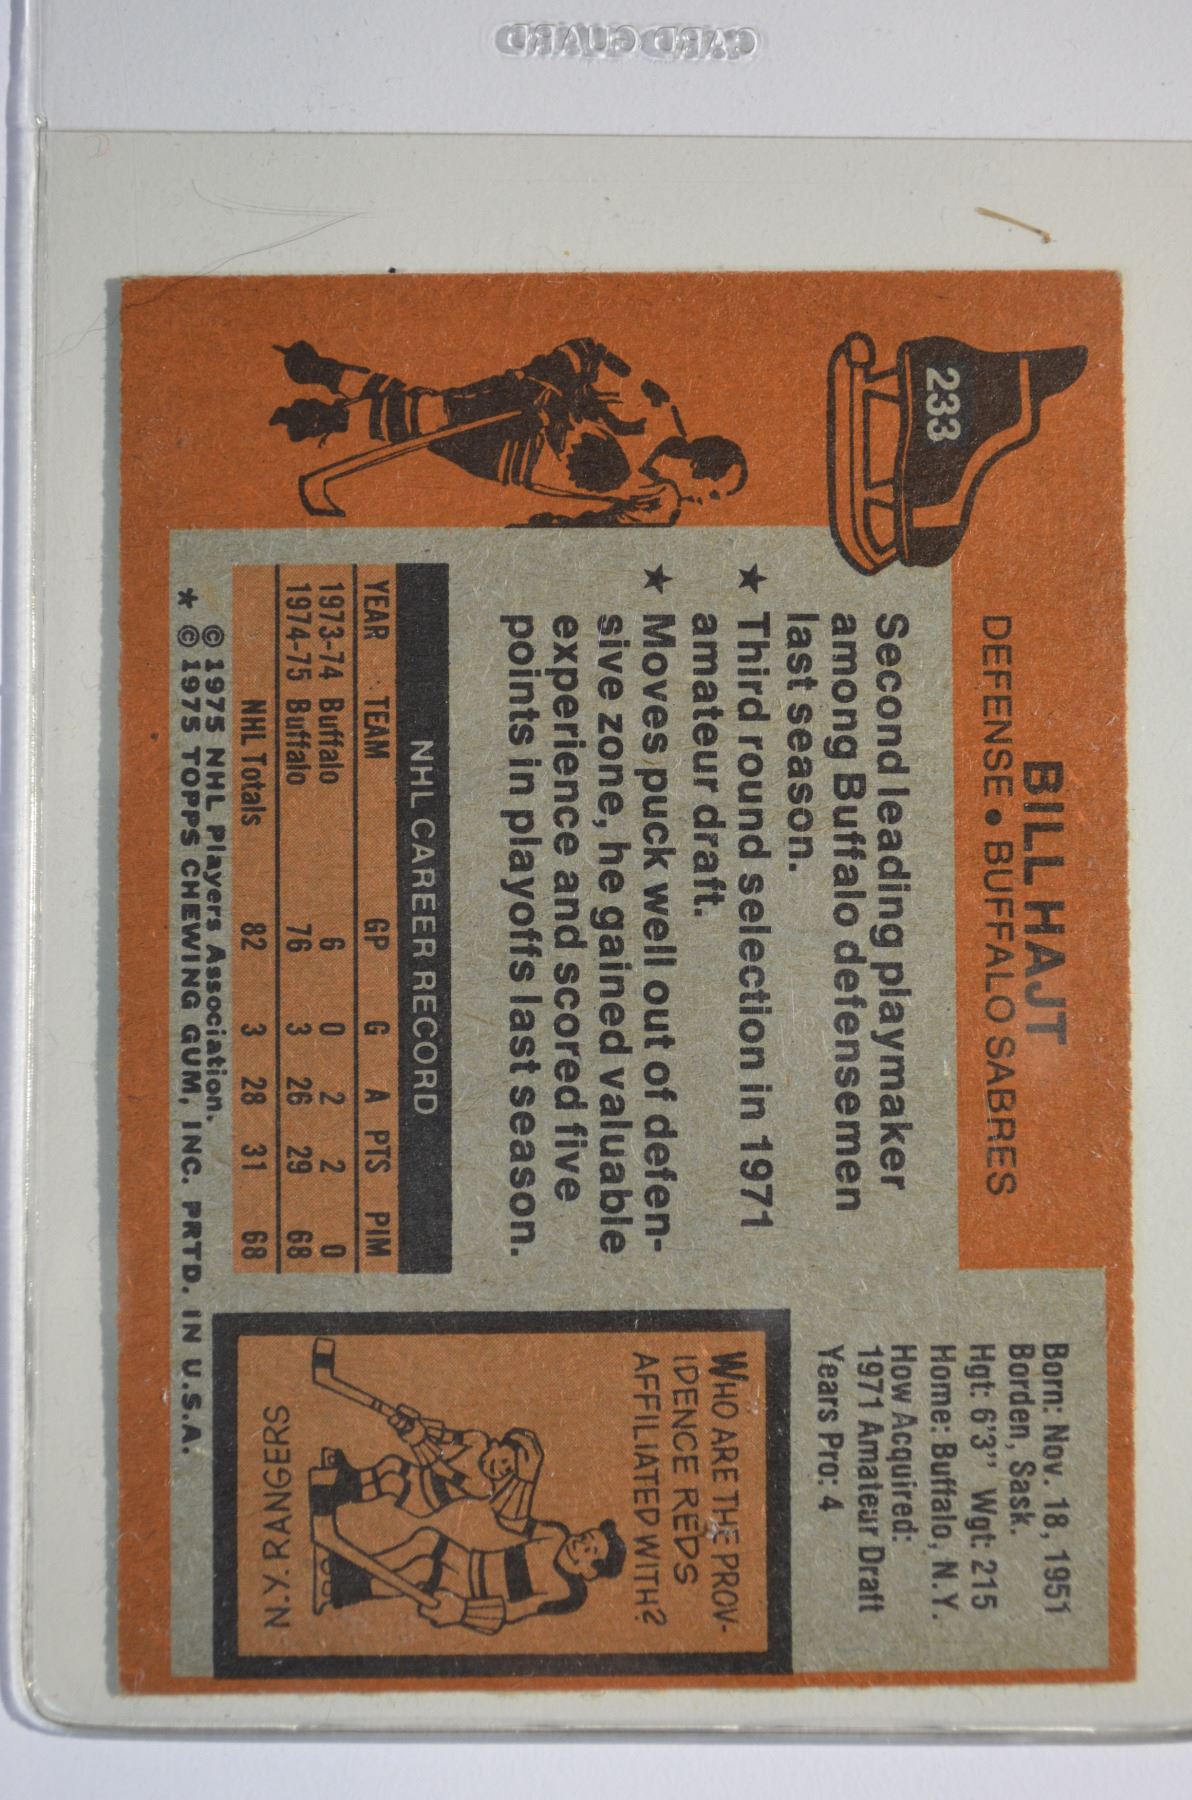 CARD GUARD
233
BILL HAJT
DEFENSE • BUFFALO SABRES
Second leading playmaker
among Buffalo defensemen
last season.
★ Third round selection in 1971
amateur draft.
★ Moves puck well out of defen-
sive zone, he gained valuable
experience and scored five
points in playoffs last season.
NHL CAREER RECORD
YEAR TEAM GP G A PTS PIM
1973-74 Buffalo 6 0 2 2 0
1974-75 Buffalo 76 3 26 29 68
NHL Totals 82 3 28 31 68
© 1975 NHL Players Association.
* © 1975 TOPPS CHEWING GUM, INC. PRTD. IN U.S.A.
Born: Nov. 18, 1951
Borden, Sask.
Hgt: 6'3" Wgt: 215
Home: Buffalo, N.Y.
How Acquired:
1971 Amateur Draft
Years Pro: 4
WHO ARE THE PROV-
IDENCE REDS
AFFILIATED WITH?
N.Y. RANGERS